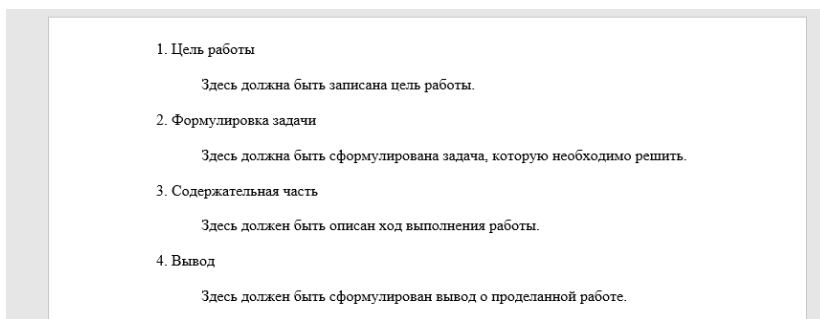 1. Цель работы
Здесь должна быть записана цель работы.
2. Формулировка задачи
Здесь должна быть сформулирована задача, которую необходимо решить.
3. Содержательная часть
Здесь должен быть описан ход выполнения работы.
4. Вывод
Здесь должен быть сформулирован вывод о проделанной работе.